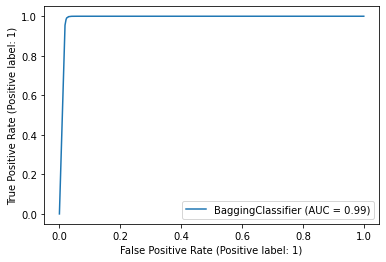 1.0
0.8
0.6
0.4
0.2
0.0
True Positive Rate (Positive label: 1)
BaggingClassifier (AUC = 0.99)
0.0 0.2 0.4 0.6 0.8 1.0
False Positive Rate (Positive label: 1)